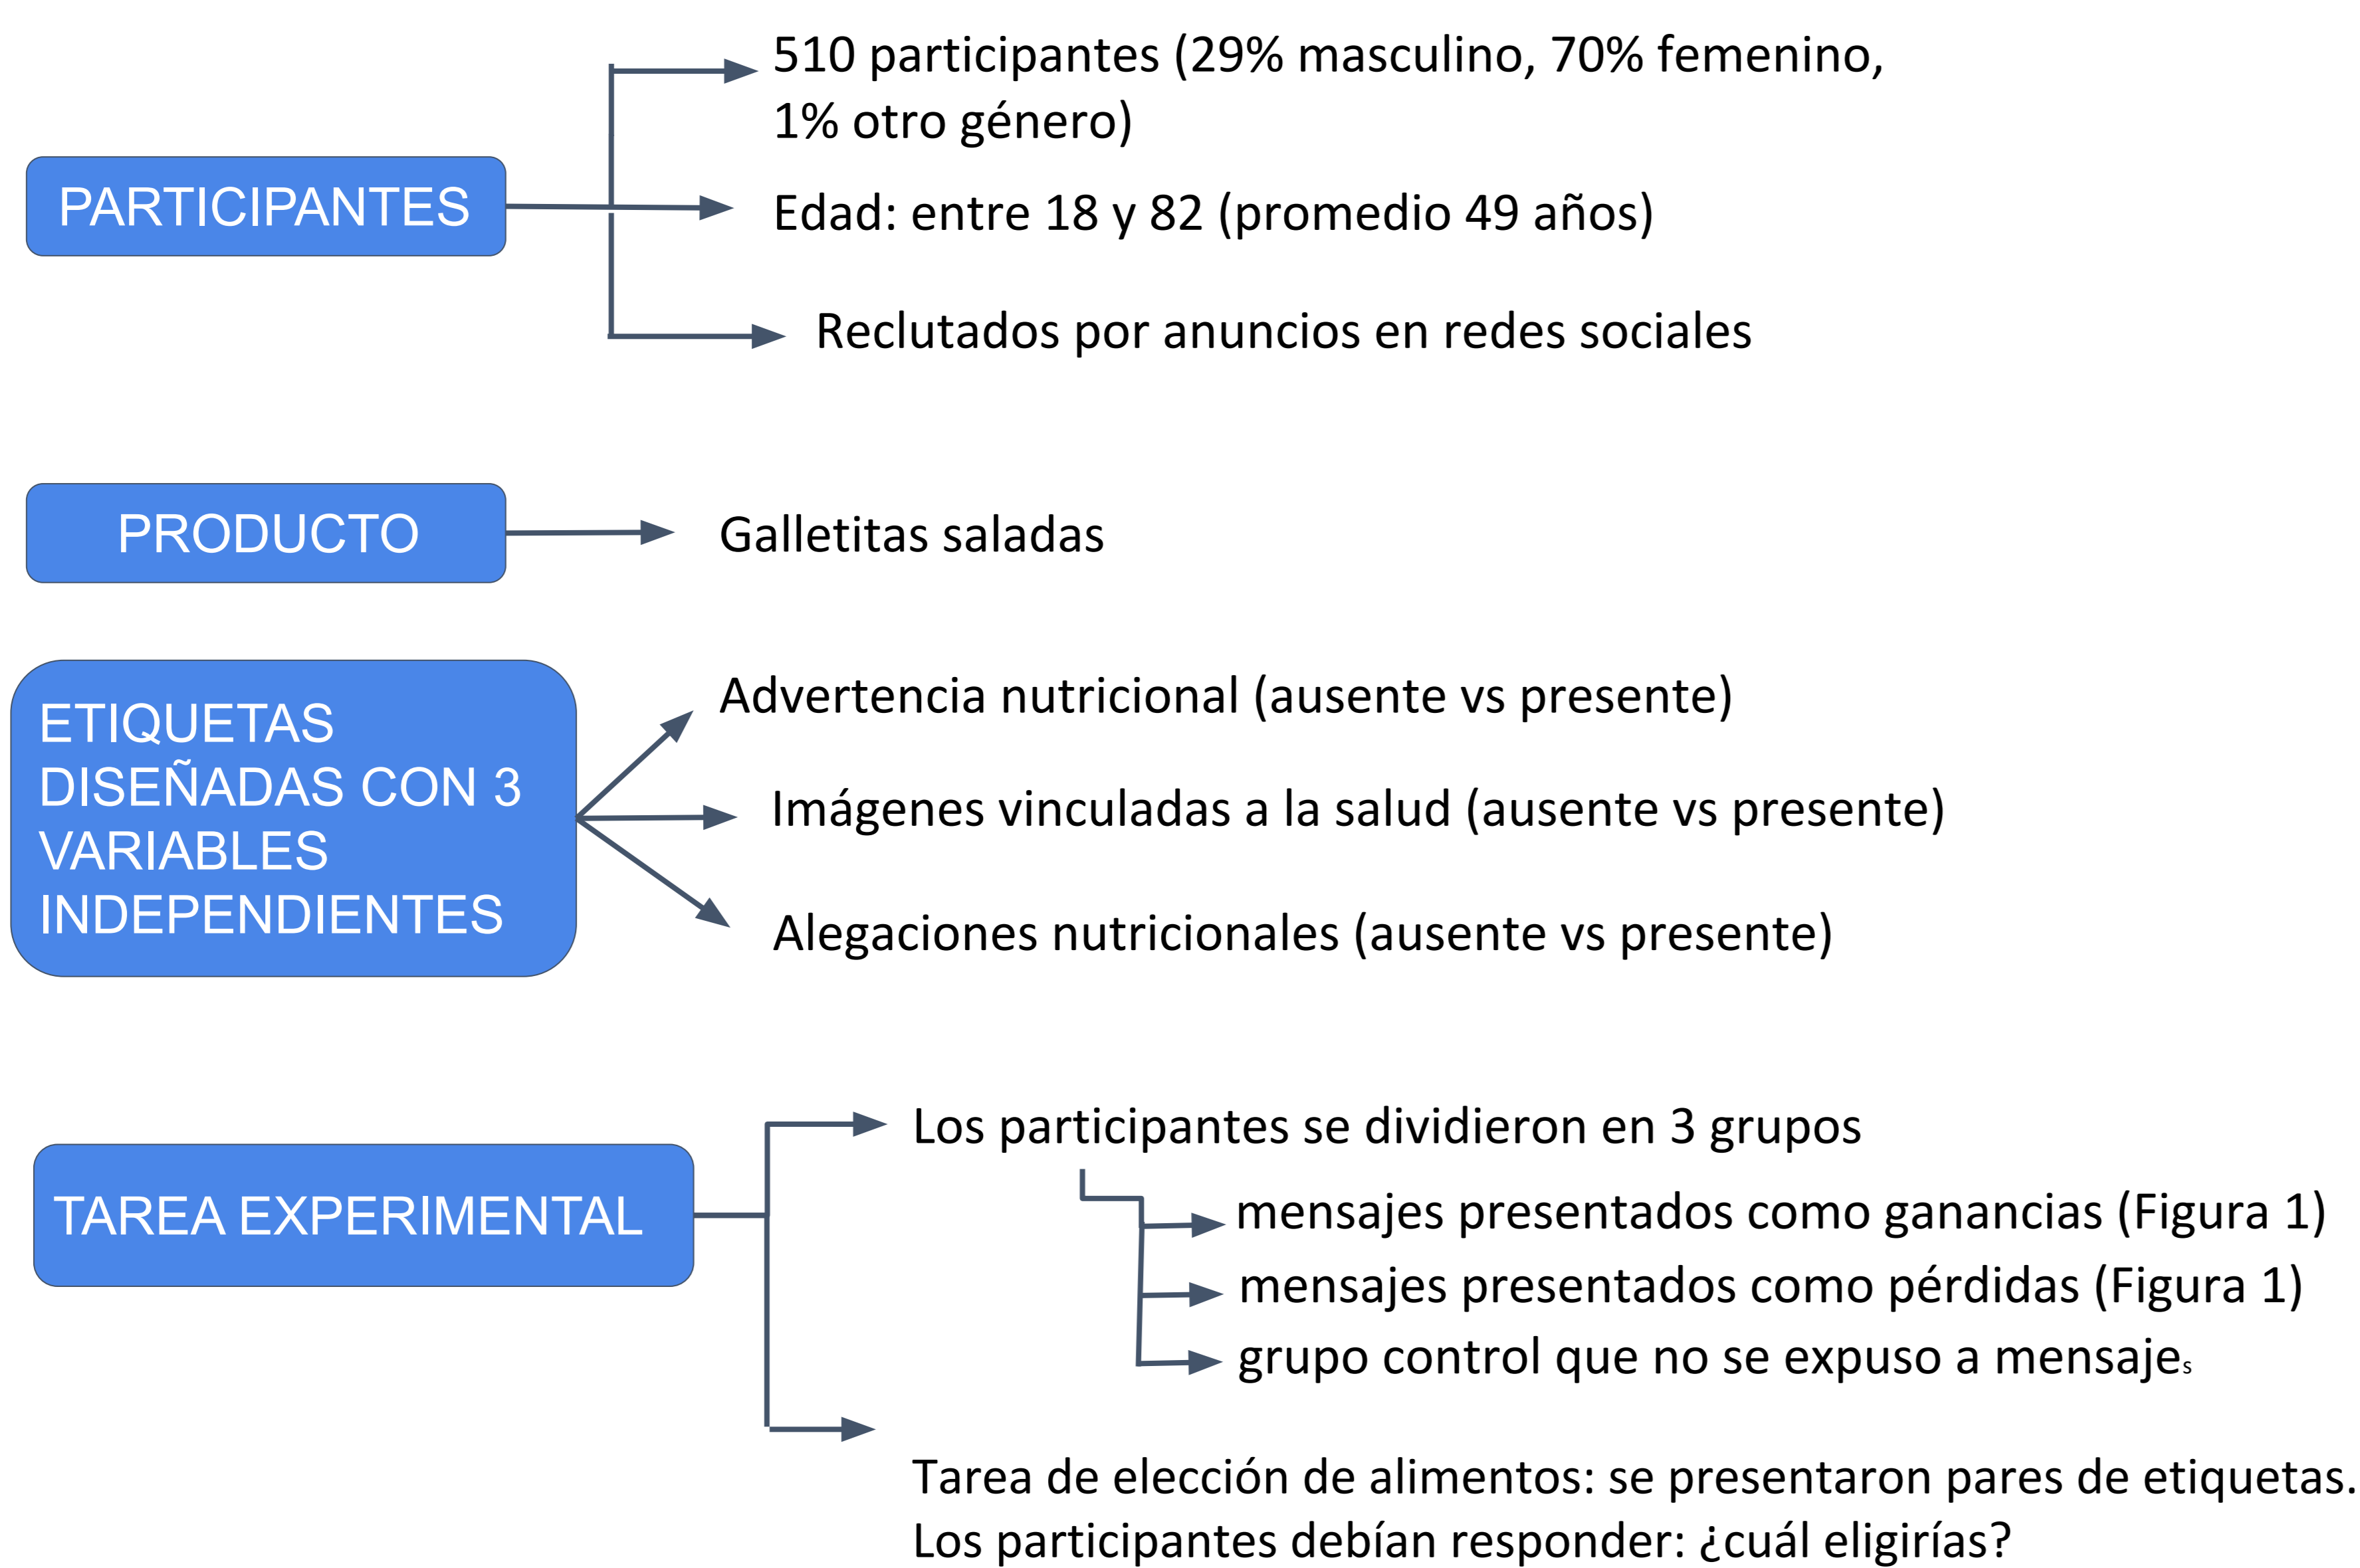 510 participantes (29% masculino, 70% femenino,
1% otro género)
PARTICIPANTES
Edad: entre 18 y 82 (promedio 49 años)
Reclutados por anuncios en redes sociales
PRODUCTO
Galletitas saladas
ETIQUETAS
DISEÑADAS CON 3
VARIABLES
INDEPENDIENTES
Advertencia nutricional (ausente vs presente)
Imágenes vinculadas a la salud (ausente vs presente)
Alegaciones nutricionales (ausente vs presente)
TAREA EXPERIMENTAL
Los participantes se dividieron en 3 grupos
mensajes presentados como ganancias (Figura 1)
mensajes presentados como pérdidas (Figura 1)
grupo control que no se expuso a mensajes
Tarea de elección de alimentos: se presentaron pares de etiquetas.
Los participantes debían responder: ¿cuál eligirías?